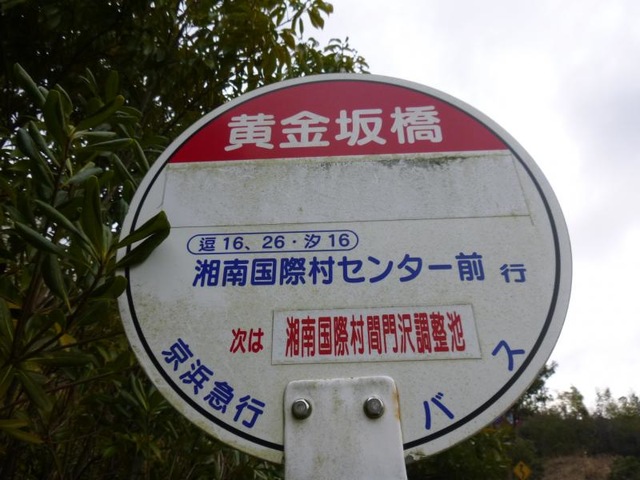 黄金坂橋
逗16、26・汐16
湘南国際村センター前 行
次は 湘南国際村間門沢調整池
京浜急行 バス